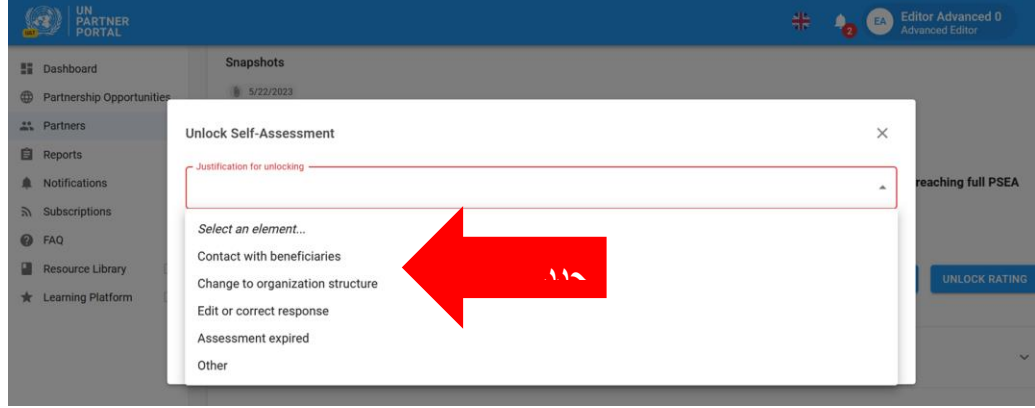 UN
PARTNER
PORTAL
2
EA
Editor Advanced 0
Advanced Editor
Dashboard
Partnership Opportunities
Partners
Reports
Notifications
Subscriptions
FAQ
Resource Library
Learning Platform
Snapshots
5/22/2023
reaching full PSEA
UNLOCK RATING
Unlock Self-Assessment
Justification for unlocking
Select an element...
Contact with beneficiaries
Change to organization structure
Edit or correct response
Assessment expired
Other